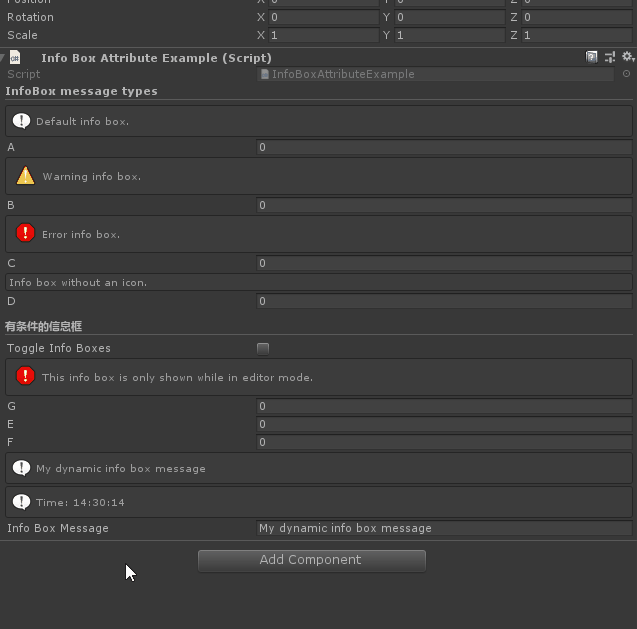 Rotation X 0 Y 0 Z 0
Scale X 1 Y 1 Z 1
Info Box Attribute Example (Script)
Script InfoBoxAttributeExample
InfoBox message types
Default info box.
A 0
Warning info box.
B 0
Error info box.
C 0
Info box without an icon.
D 0
有条件的信息框
Toggle Info Boxes
This info box is only shown while in editor mode.
G 0
E 0
F 0
My dynamic info box message
Time: 14:30:14
Info Box Message My dynamic info box message
Add Component